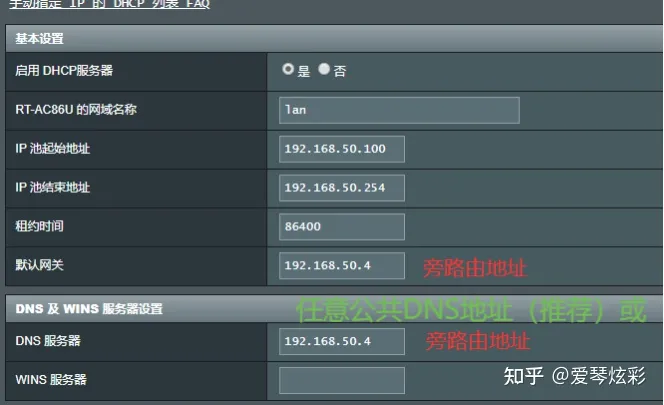 手动指定 IP 的 DHCP 列表 FAQ
基本设置
启用 DHCP服务器 是 否
RT-AC86U 的网域名称 lan
IP 池起始地址 192.168.50.100
IP 池结束地址 192.168.50.254
租约时间 86400
默认网关 192.168.50.4 旁路由地址
DNS 及 WINS 服务器设置 任意公共DNS地址（推荐）或
DNS 服务器 192.168.50.4 旁路由地址
WINS 服务器
知乎 @爱琴炫彩